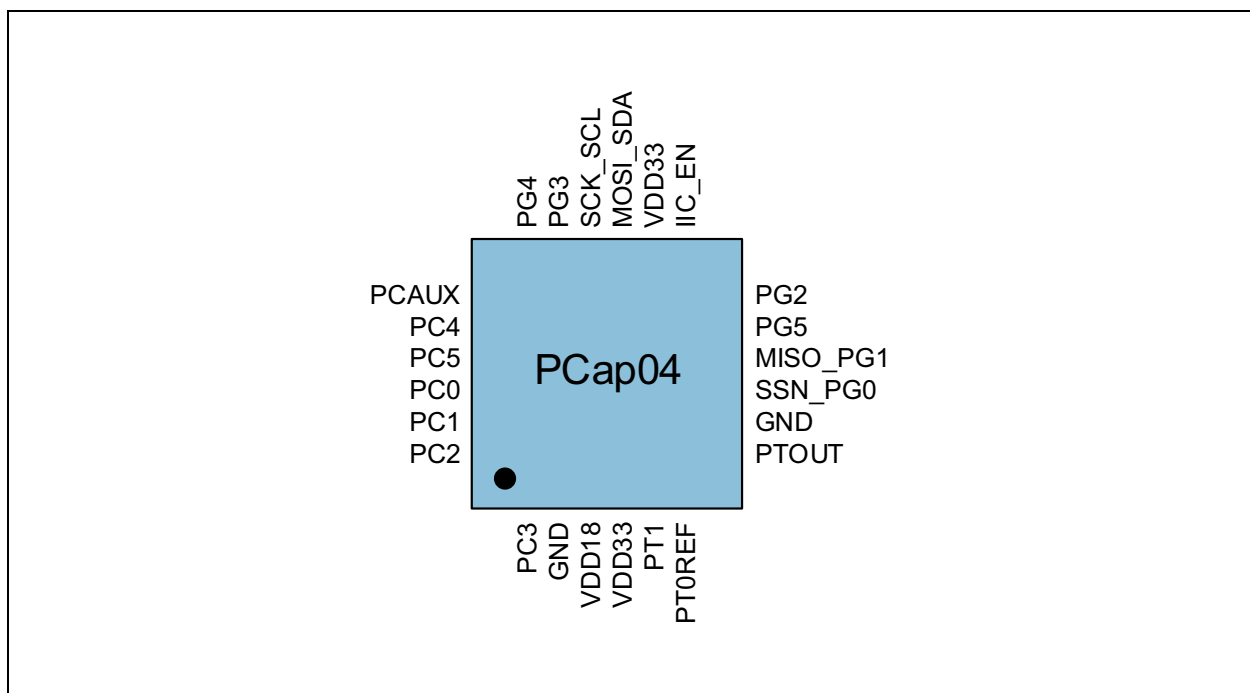 PG4
PG3
SCK_SCL
MOSI_SDA
VDD33
IIC_EN
PCAUX
PC4
PC5
PC0
PC1
PC2
PCap04
PG2
PG5
MISO_PG1
SSN_PG0
GND
PTOUT
PC3
GND
VDD18
VDD33
PT1
PT0REF